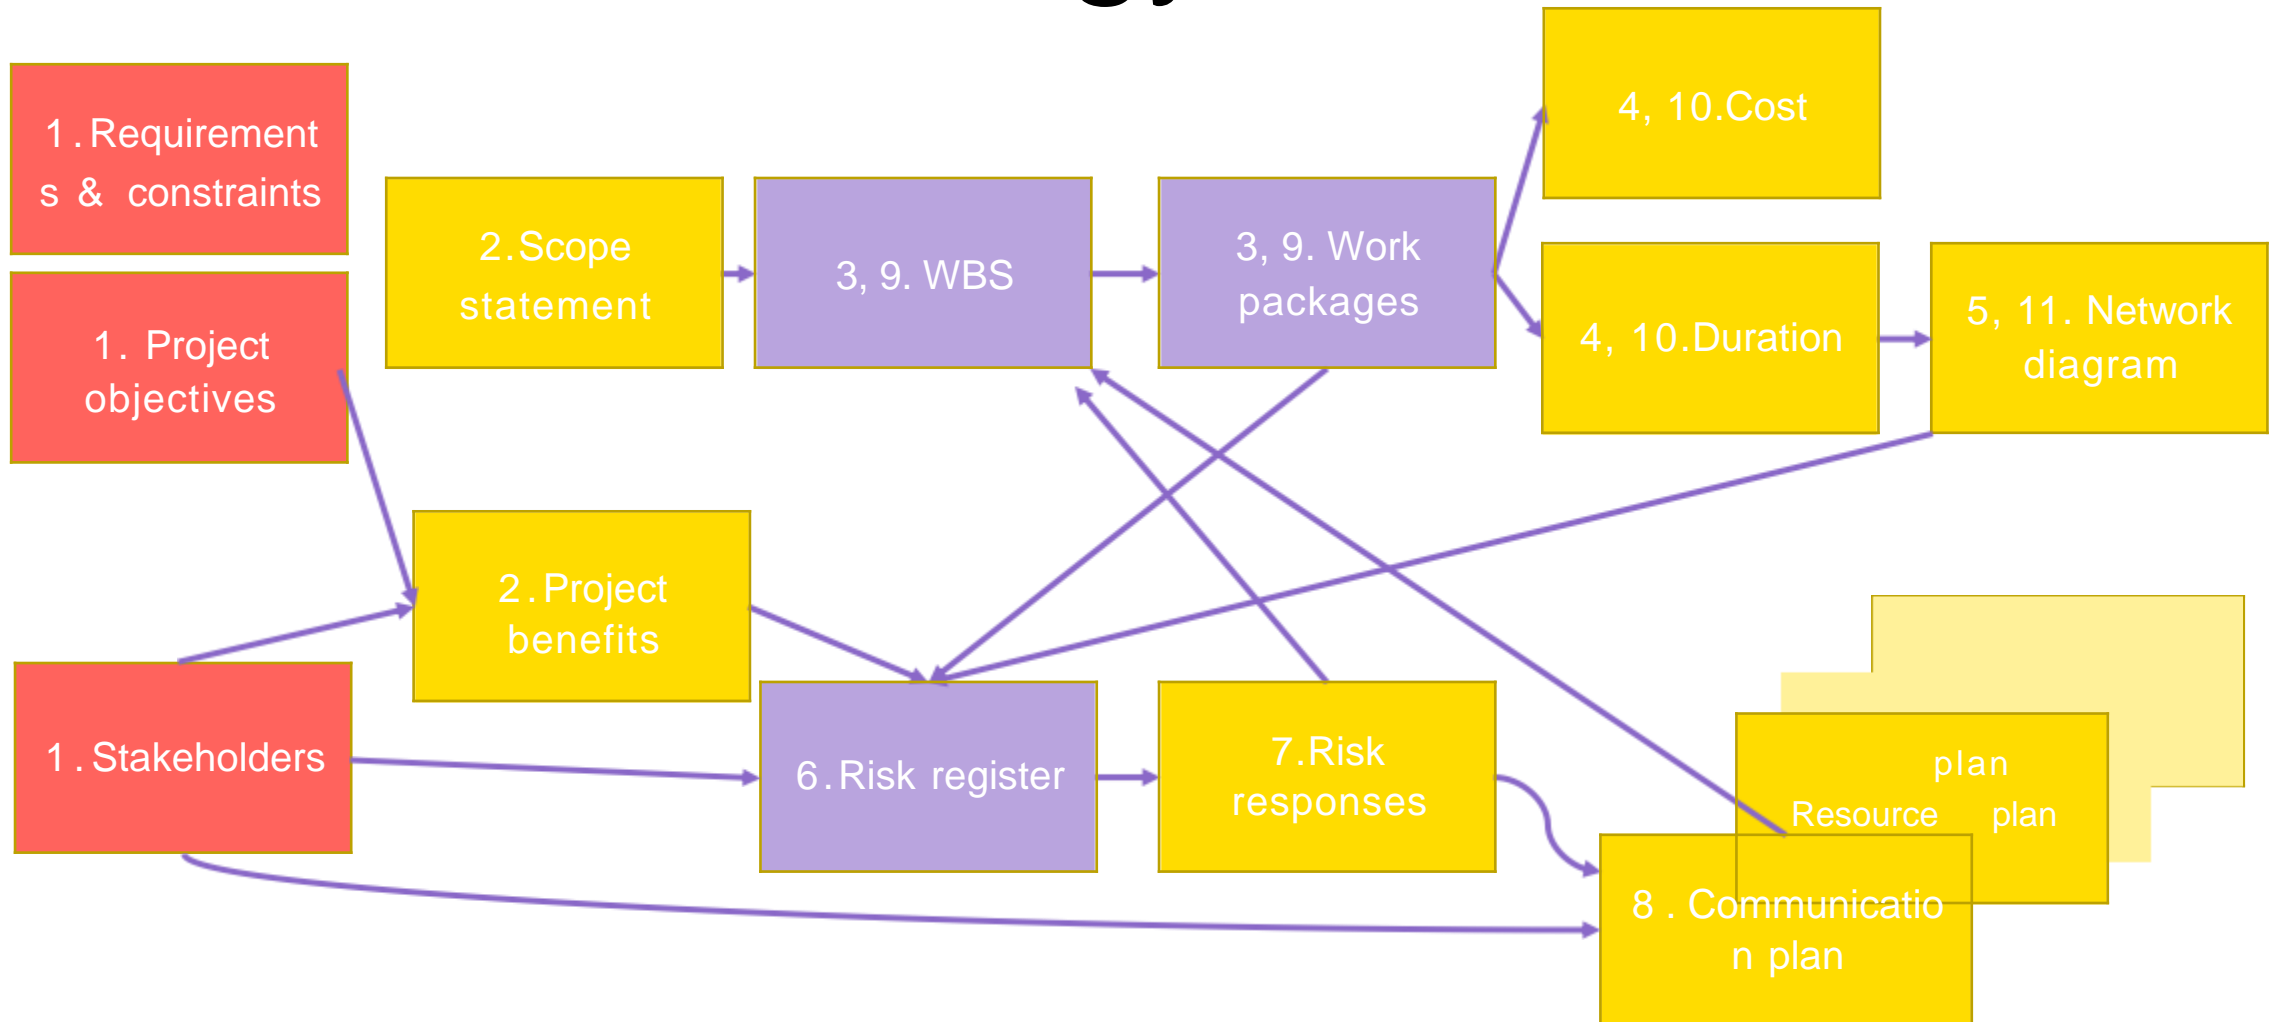 1. Requirement
s & constraints
1. Project
objectives
1. Stakeholders
2. Scope
statement
2. Project
benefits
3, 9. WBS
3, 9. Work
packages
4, 10.Cost
4, 10.Duration
5, 11. Network
diagram
6. Risk register
7.Risk
responses
plan
Resource plan
8 . Communicatio
n plan